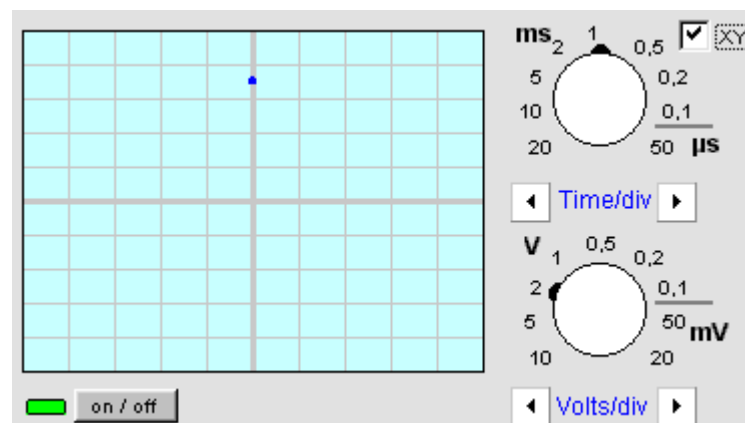 ms 2 1 0,5 XY
5 0,2
10 0,1
20 50 µs
Time/div
V 1 0,5 0,2
2 0,1
5 50 mV
10 20
on / off
Volts/div